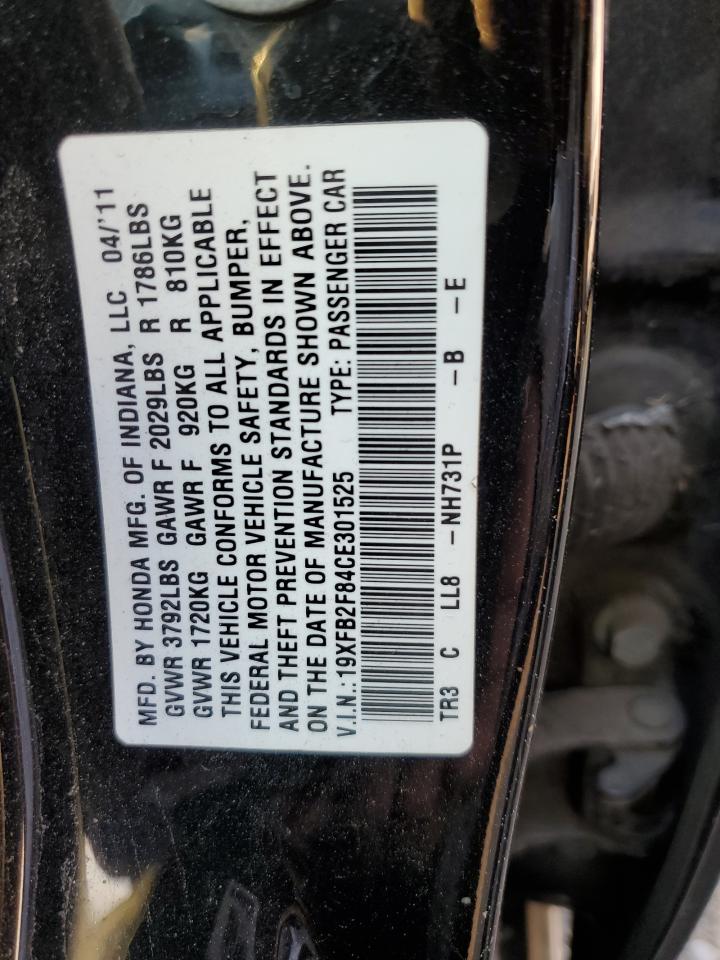 MFD. BY HONDA MFG. OF INDIANA, LLC 04/'11
GVWR 3792LBS GAWR F 2029LBS R 1786LBS
GVWR 1720KG GAWR F 920KG R 810KG
THIS VEHICLE CONFORMS TO ALL APPLICABLE
FEDERAL MOTOR VEHICLE SAFETY, BUMPER,
AND THEFT PREVENTION STANDARDS IN EFFECT
ON THE DATE OF MANUFACTURE SHOWN ABOVE.
V.I.N.: 19XFB2F84CE301525 TYPE: PASSENGER CAR
TR3 C LL8 -NH731P -B -E